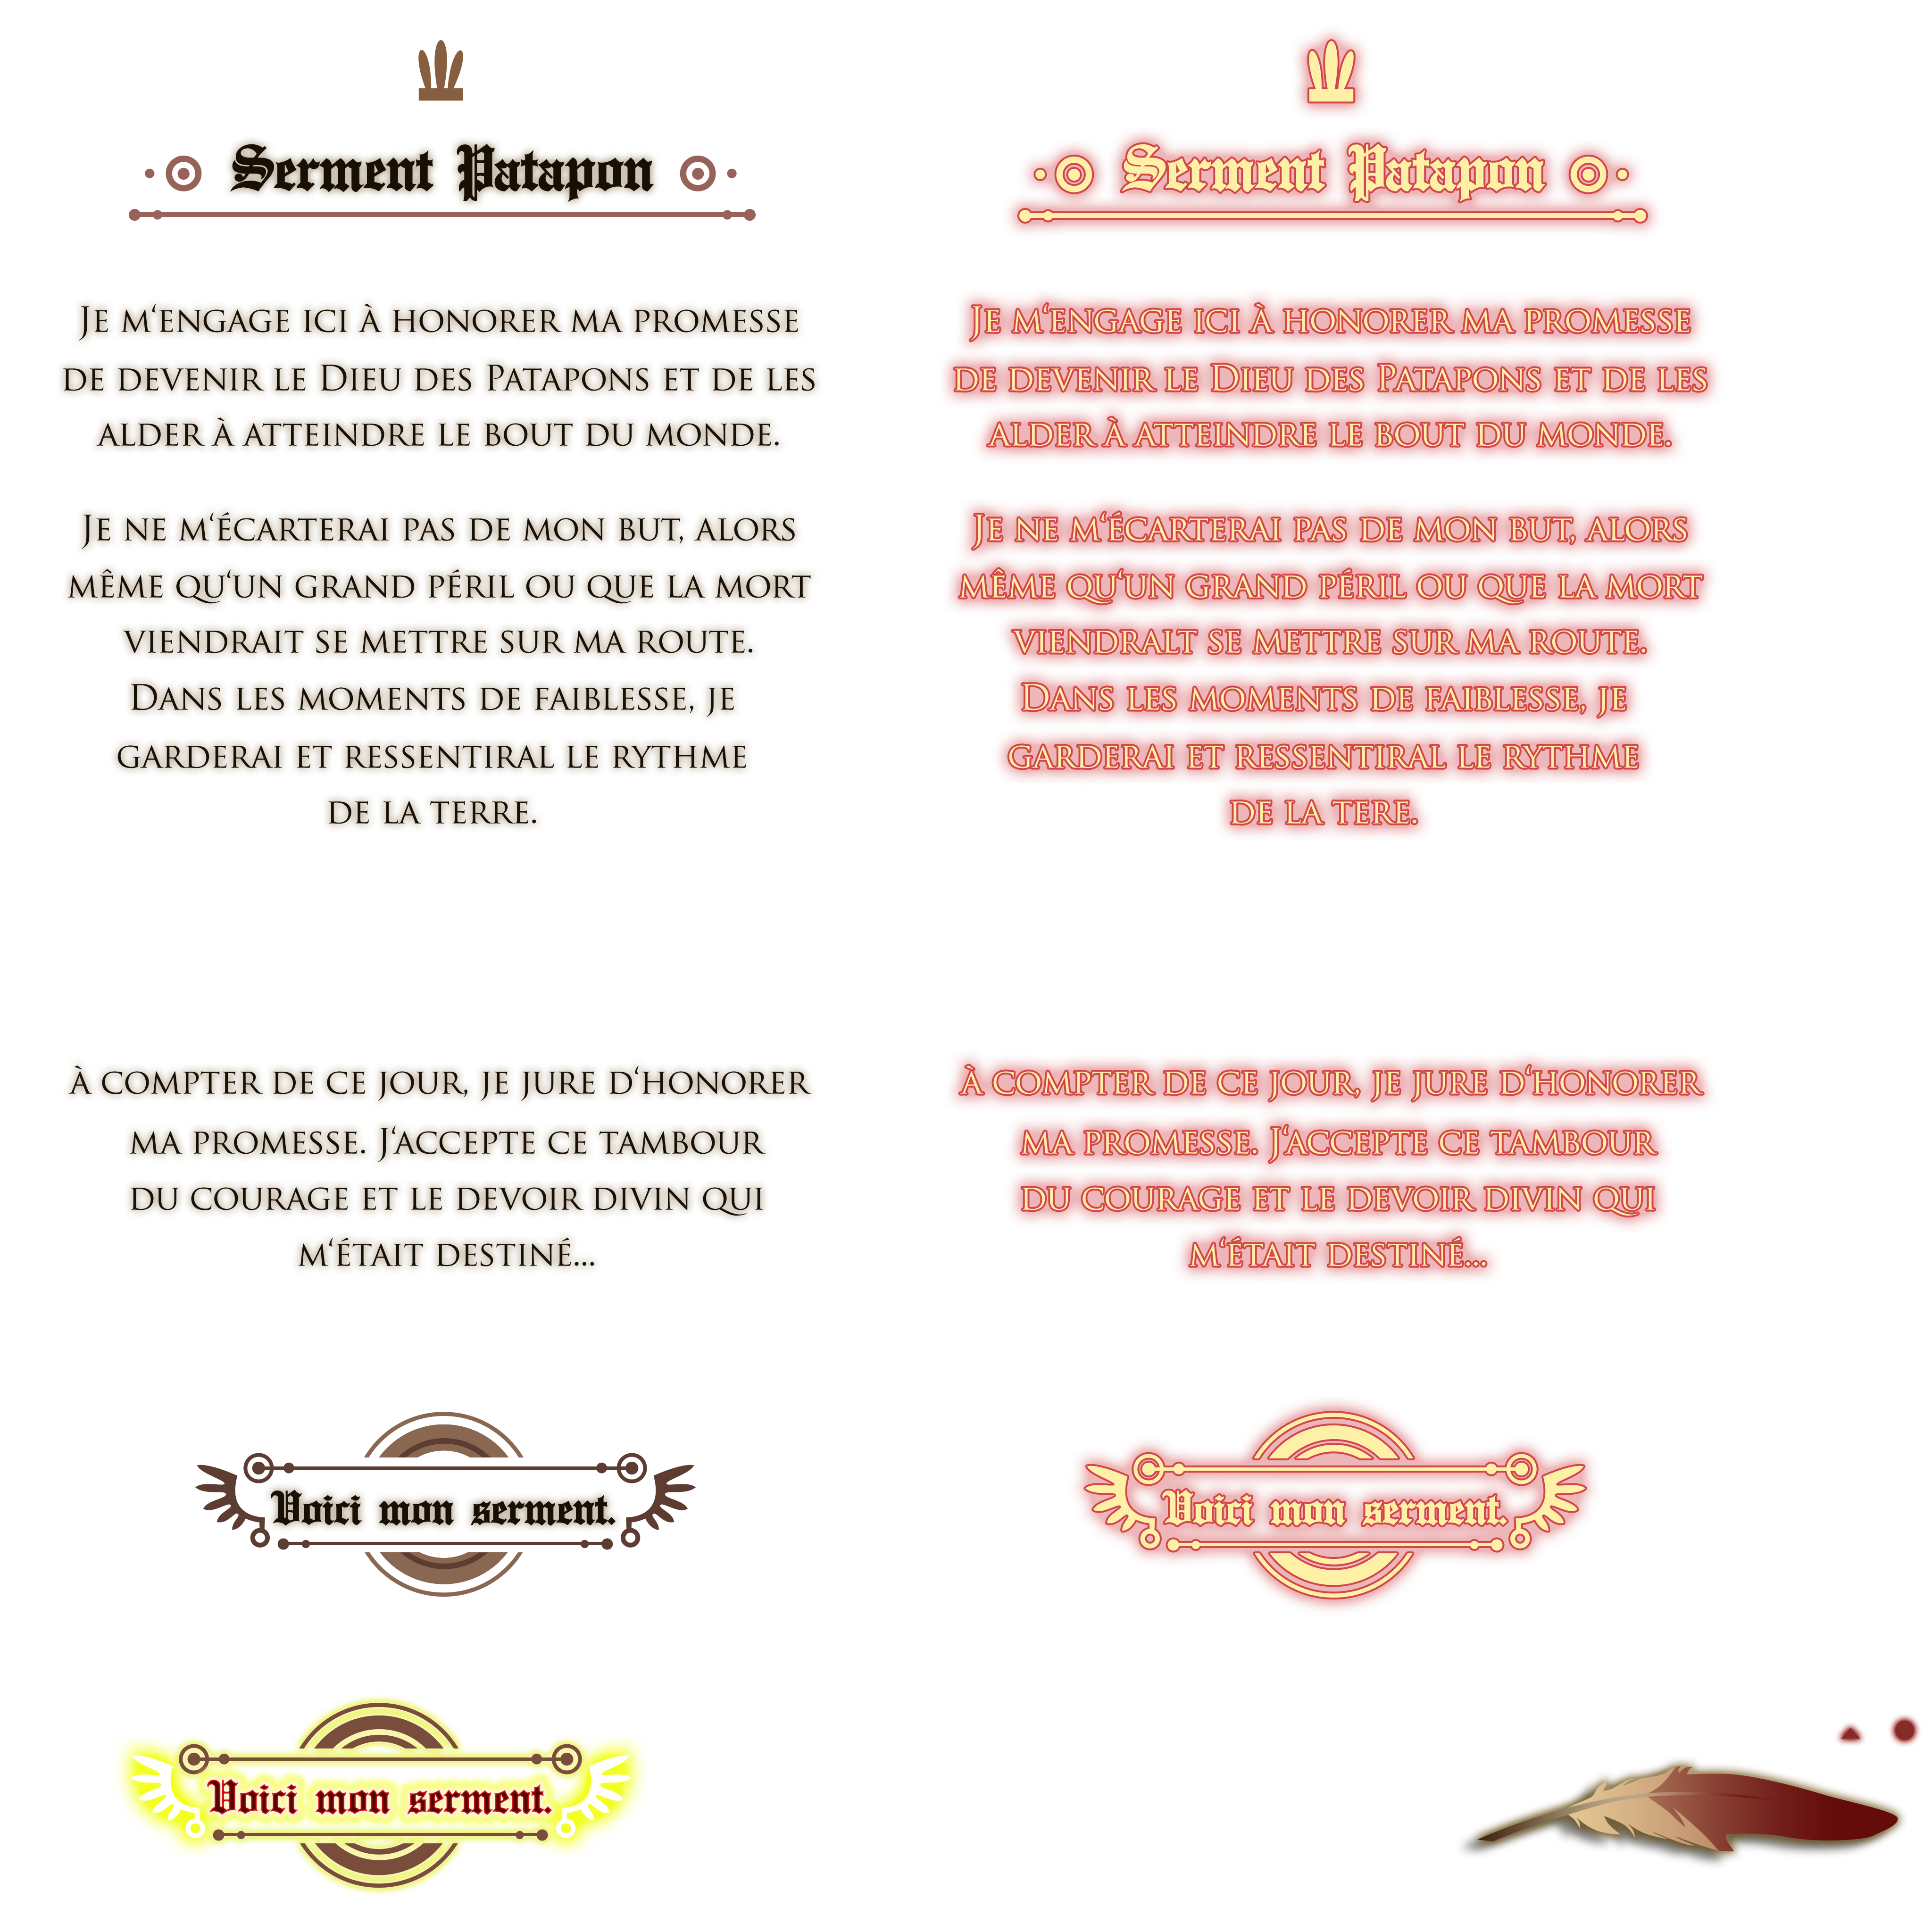 Serment Patapon
Je m‘engage ici à honorer ma promesse
de devenir le Dieu des Patapons et de les
alder à atteindre le bout du monde.
Je ne m‘écarterai pas de mon but, alors
même qu‘un grand péril ou que la mort
viendrait se mettre sur ma route.
Dans les moments de faiblesse, je
garderai et ressentiral le rythme
de la terre.
à compter de ce jour, je jure d‘honorer
ma promesse. J‘accepte ce tambour
du courage et le devoir divin qui
m‘était destiné...
Voici mon serment.
Voici mon serment.
Serment Patapon
Je m‘engage ici à honorer ma promesse
de devenir le Dieu des Patapons et de les
alder à atteindre le bout du monde.
Je ne m‘écarterai pas de mon but, alors
même qu‘un grand péril ou que la mort
viendralt se mettre sur ma route.
Dans les moments de faiblesse, je
garderai et ressentiral le rythme
de la tere.
à compter de ce jour, je jure d‘honorer
ma promesse. J‘accepte ce tambour
du courage et le devoir divin qui
m‘était destiné...
Voici mon serment.